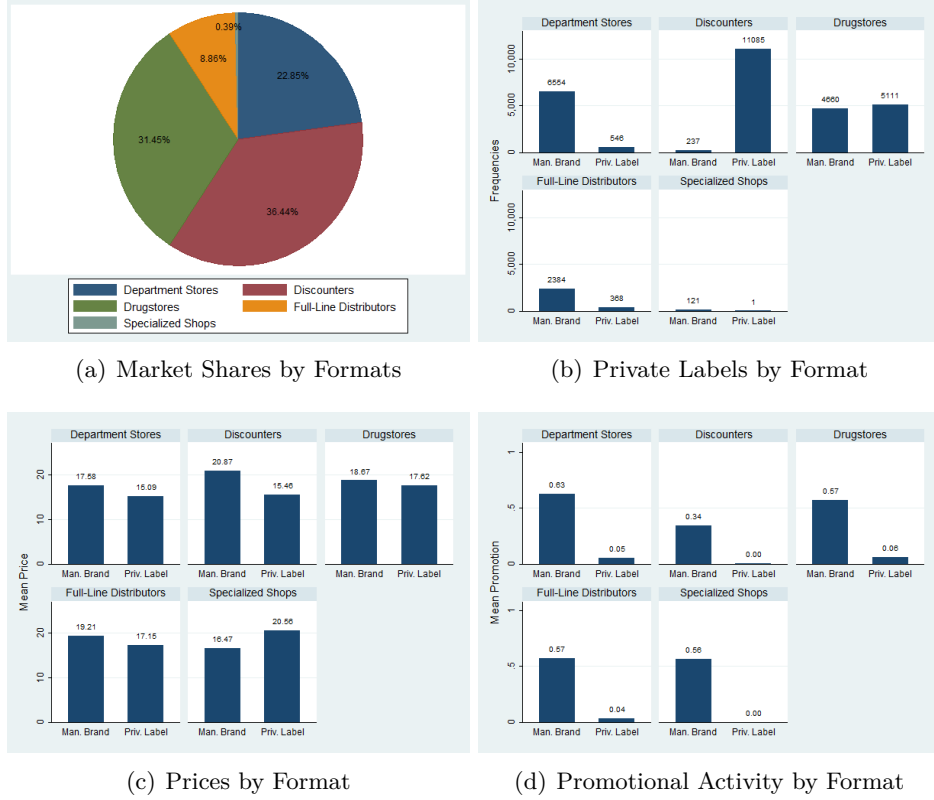 0.39%
8.86%
22.85%
31.45%
36.44%
Department Stores Discounters
Drugstores Full-Line Distributors
Specialized Shops
(a) Market Shares by Formats
Department Stores Discounters Drugstores
Frequencies
10,000
5,000
0
6554
546
237
11085
4660
5111
Man. Brand Priv. Label Man. Brand Priv. Label Man. Brand Priv. Label
Full-Line Distributors Specialized Shops
10,000
5,000
0
2384
368
121
1
Man. Brand Priv. Label Man. Brand Priv. Label
(b) Private Labels by Format
Department Stores Discounters Drugstores
Mean Price
20
10
0
17.58
15.09
20.87
15.46
18.67
17.62
Man. Brand Priv. Label Man. Brand Priv. Label Man. Brand Priv. Label
Full-Line Distributors Specialized Shops
20
10
0
19.21
17.15
16.47
20.56
Man. Brand Priv. Label Man. Brand Priv. Label
(c) Prices by Format
Department Stores Discounters Drugstores
Mean Promotion
1
.5
0
0.63
0.05
0.34
0.00
0.57
0.06
Man. Brand Priv. Label Man. Brand Priv. Label Man. Brand Priv. Label
Full-Line Distributors Specialized Shops
1
.5
0
0.57
0.04
0.56
0.00
Man. Brand Priv. Label Man. Brand Priv. Label
(d) Promotional Activity by Format